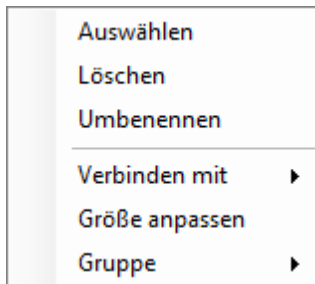 Auswählen
Löschen
Umbenennen
Verbinden mit
Größe anpassen
Gruppe